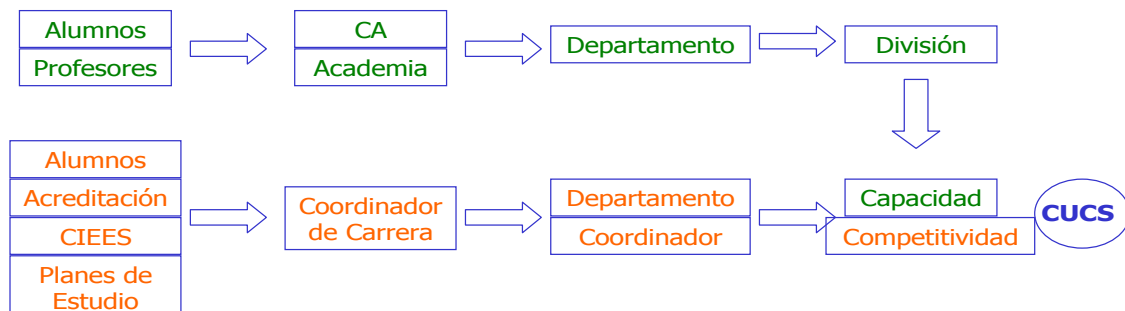 Alumnos
Profesores
CA
Academia
Departamento
División
Alumnos
Acreditación
CIEES
Planes de
Estudio
Coordinador
de Carrera
Departamento
Coordinador
Capacidad
Competitividad
CUCS